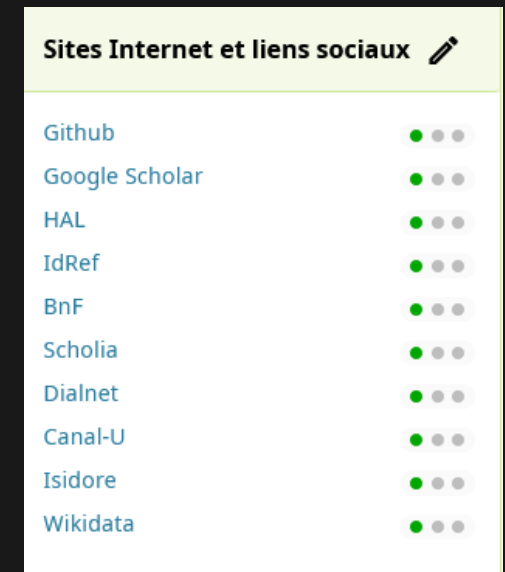 Sites Internet et liens sociaux
Github
Google Scholar
HAL
IdRef
BnF
Scholia
Dialnet
Canal-U
Isidore
Wikidata